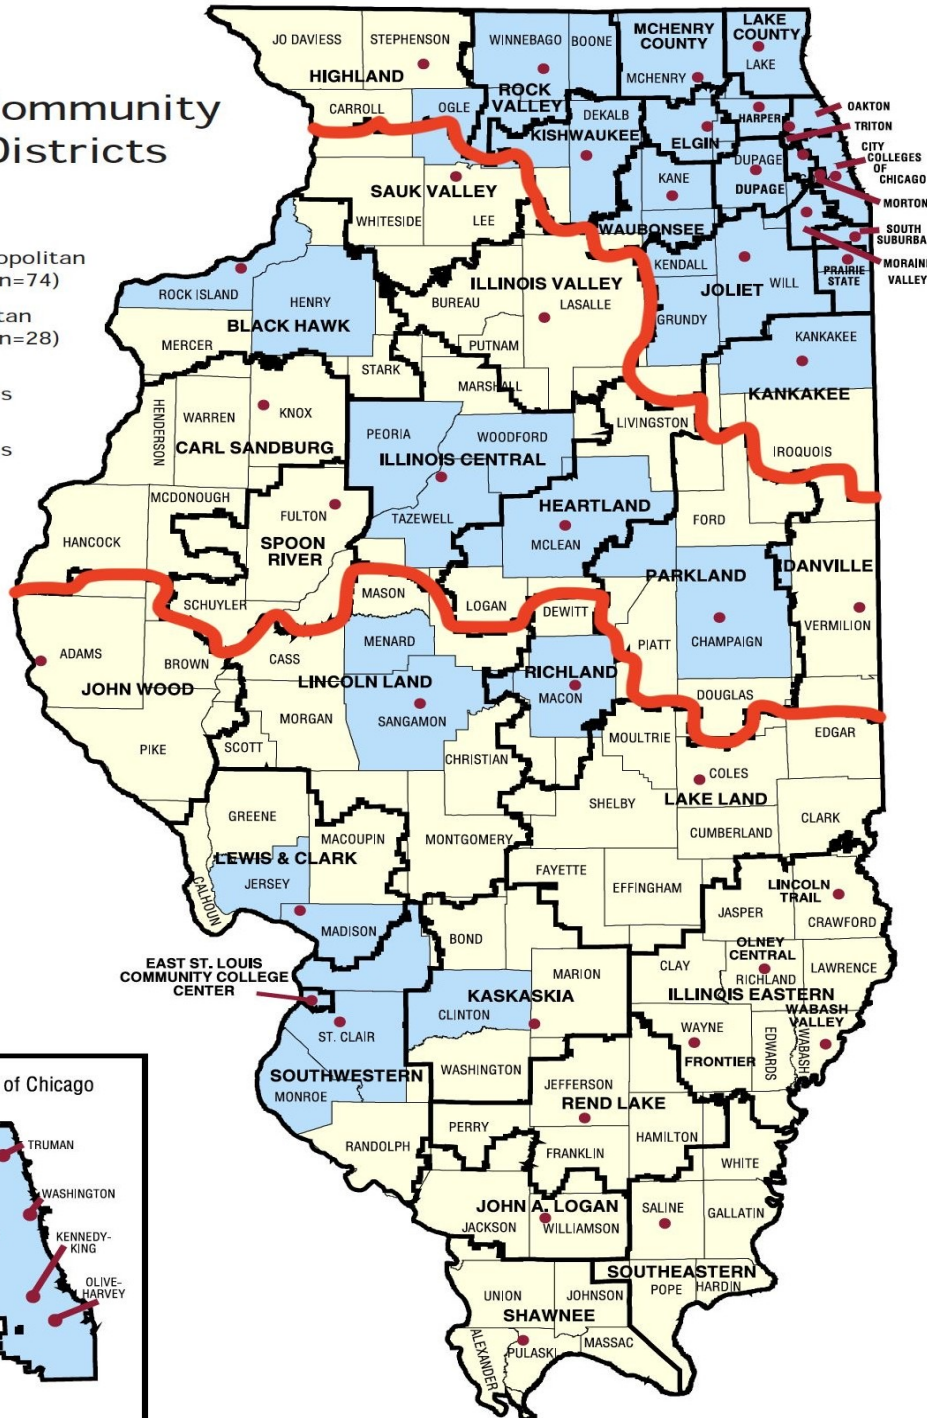 ommunity
Districts
opolitan
n=74)
tan
n=28)
s
s
JO DAVIESS
STEPHENSON
HIGHLAND
CARROLL
OGLE
WINNEBAGO
BOONE
ROCK
VALLEY
MCHENRY
COUNTY
MCHENRY
LAKE
COUNTY
LAKE
DEKALB
KISHWAUKEE
ELGIN
HARPER
OAKTON
TRITON
CITY
COLLEGES
OF
CHICAGO
MORTON
SOUTH
SUBURBA
MORAINE
VALLEY
KANE
DUPAGE
DUPAGE
WAUBONSEE
PRAIRIE
STATE
SAUK VALLEY
WHITESIDE
LEE
KENDALL
JOLIET
WILL
GRUNDY
ROCK ISLAND
HENRY
BLACK HAWK
MERCER
BUREAU
ILLINOIS VALLEY
LASALLE
PUTNAM
STARK
MARSHALL
KANKAKEE
KANKAKEE
HENDERSON
WARREN
KNOX
CARL SANDBURG
PEORIA
WOODFORD
ILLINOIS CENTRAL
TAZEWELL
LIVINGSTON
IROQUOIS
MCDONOUGH
HANCOCK
FULTON
SPOON
RIVER
HEARTLAND
MCLEAN
FORD
PARKLAND
DANVILLE
VERMILION
CHAMPAIGN
SCHUYLER
MASON
LOGAN
DEWITT
PIATT
ADAMS
BROWN
JOHN WOOD
PIKE
CASS
MENARD
LINCOLN LAND
SANGAMON
MORGAN
SCOTT
RICHLAND
MACON
CHRISTIAN
DOUGLAS
MOULTRIE
EDGAR
COLES
LAKE LAND
SHELBY
CUMBERLAND
CLARK
GREENE
MACOUPIN
MONTGOMERY
LEWIS & CLARK
JERSEY
CALHOUN
FAYETTE
EFFINGHAM
JASPER
LINCOLN
TRAIL
CRAWFORD
MADISON
BOND
EAST ST. LOUIS
COMMUNITY COLLEGE
CENTER
MARION
CLAY
OLNEY
CENTRAL
RICHLAND
LAWRENCE
KASKASKIA
CLINTON
ILLINOIS EASTERN
WABASH
VALLEY
ST. CLAIR
WAYNE
FRONTIER
EDWARDS
WABASH
SOUTHWESTERN
MONROE
WASHINGTON
JEFFERSON
REND LAKE
RANDOLPH
PERRY
FRANKLIN
HAMILTON
WHITE
JOHN A. LOGAN
JACKSON
WILLIAMSON
SALINE
GALLATIN
SOUTHEASTERN
POPE
HARDIN
UNION
JOHNSON
SHAWNEE
ALEXANDER
PULASKI
MASSAC
of Chicago
TRUMAN
WASHINGTON
KENNEDY-
KING
OLIVE-
HARVEY